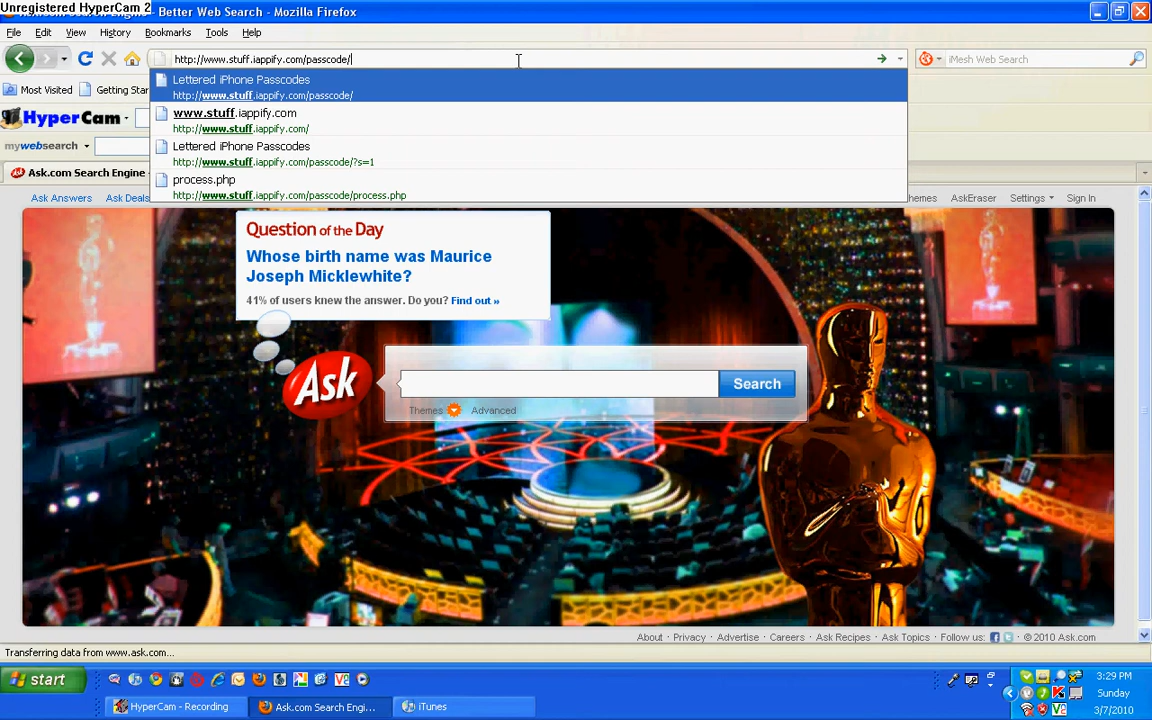 Unregistered HyperCam 2
Better Web Search - Mozilla Firefox
File Edit View History Bookmarks Tools Help
http://www.stuff.iappify.com/passcode/
iMesh Web Search
Lettered iPhone Passcodes
http://www.stuff.iappify.com/passcode/
Most Visited Getting Star
www.stuff.iappify.com
http://www.stuff.iappify.com/
HyperCam
Lettered iPhone Passcodes
http://www.stuff.iappify.com/passcode/?s=1
mywebsearch
Ask.com Search Engine -
process.php
http://www.stuff.iappify.com/passcode/process.php
Ask Answers Ask Deals
hemes AskEraser Settings Sign In
Question of the Day
Whose birth name was Maurice
Joseph Micklewhite?
41% of users knew the answer. Do you? Find out »
Ask
Search
Themes Advanced
About · Privacy · Advertise · Careers · Ask Recipes · Ask Topics · Follow us: © 2010 Ask.com
Transferring data from www.ask.com...
start
3:29 PM
Sunday
3/7/2010
HyperCam - Recording
Ask.com Search Engi...
iTunes